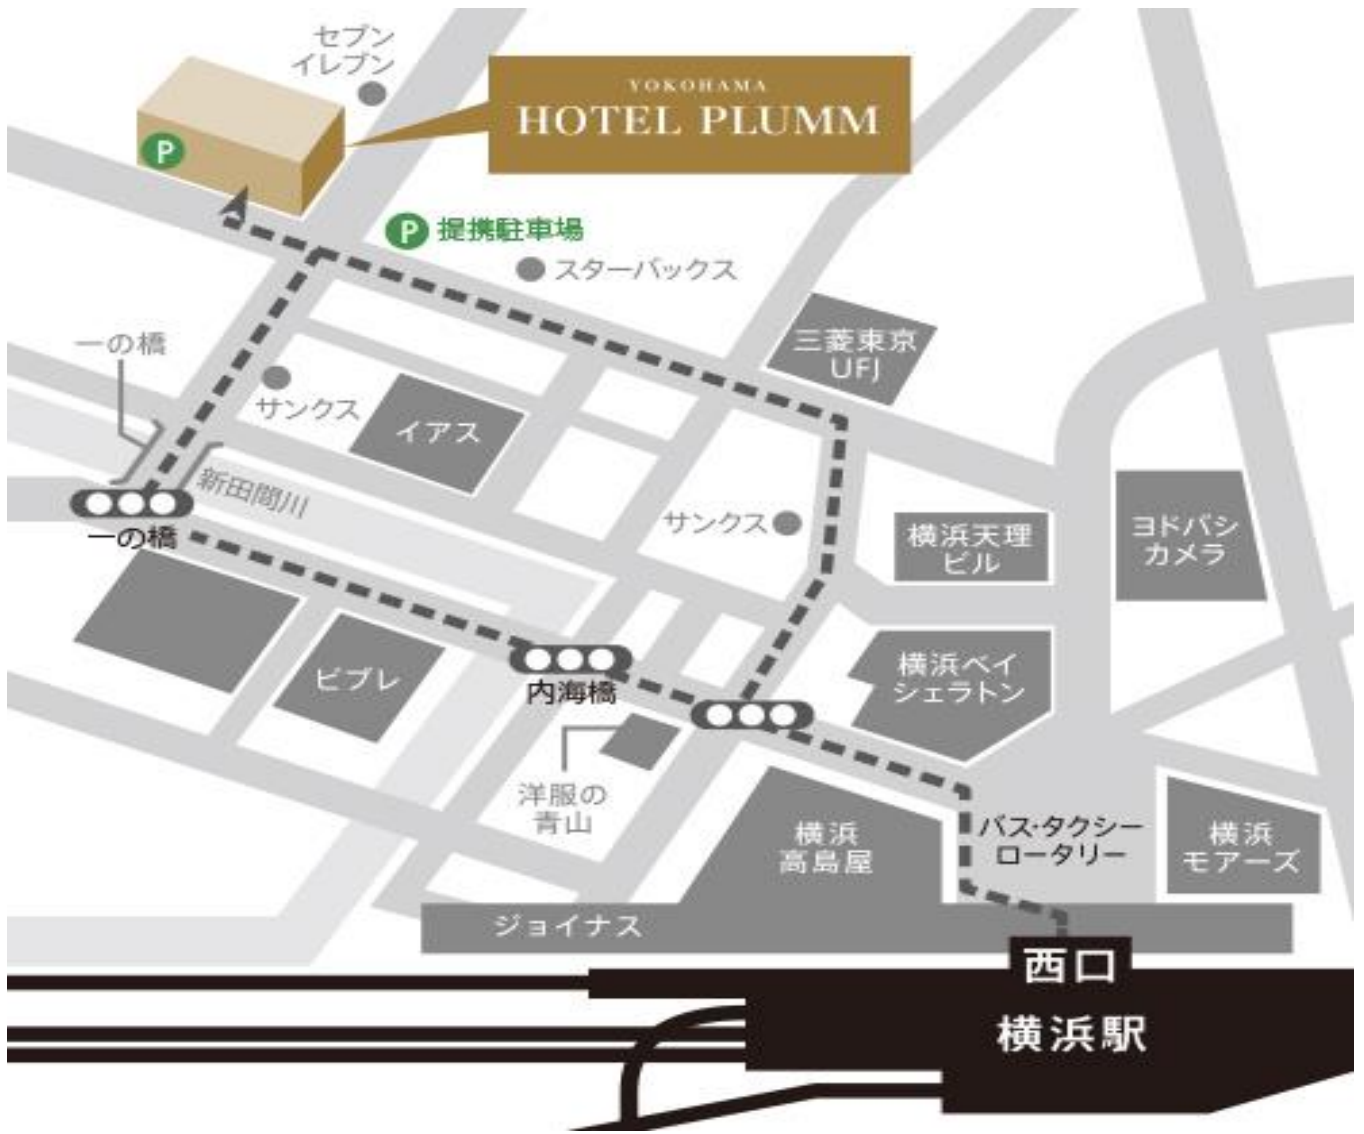 セブン
イレブン
YOKOHAMA
HOTEL PLUMM
P
P 提携駐車場
スターバックス
三菱東京
UFJ
一の橋
サンクス
イアス
新田間川
一の橋
サンクス
横浜天理
ビル
ヨドバシ
カメラ
ビブレ
内海橋
横浜ベイ
シェラトン
洋服の
青山
横浜
高島屋
バス・タクシー
ロータリー
横浜
モアーズ
ジョイナス
西口
横浜駅